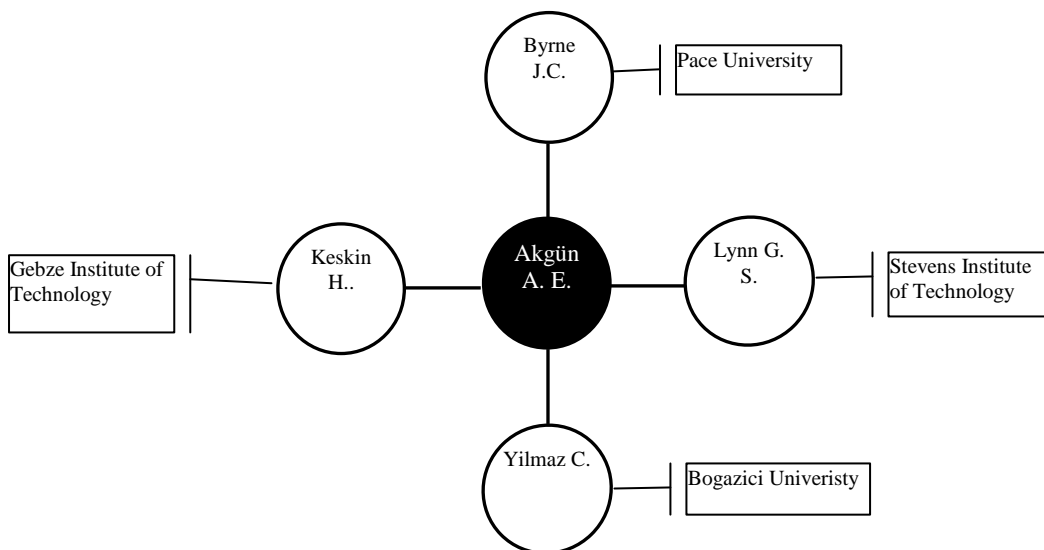 Byrne
J.C.
Pace University
Gebze Institute of
Technology
Keskin
H..
Akgün
A. E.
Lynn G.
S.
Stevens Institute
of Technology
Yilmaz C.
Bogazici Univeristy